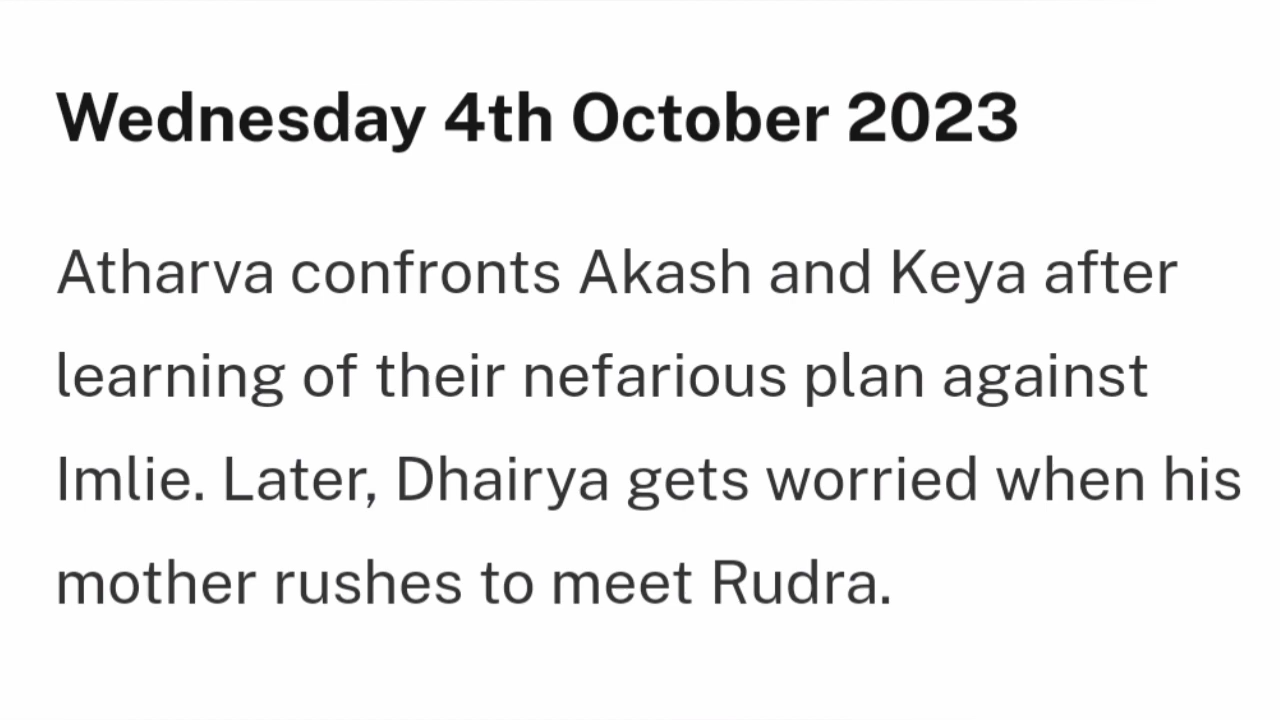 Wednesday 4th October 2023
Atharva confronts Akash and Keya after
learning of their nefarious plan against
Imlie. Later, Dhairya gets worried when his
mother rushes to meet Rudra.